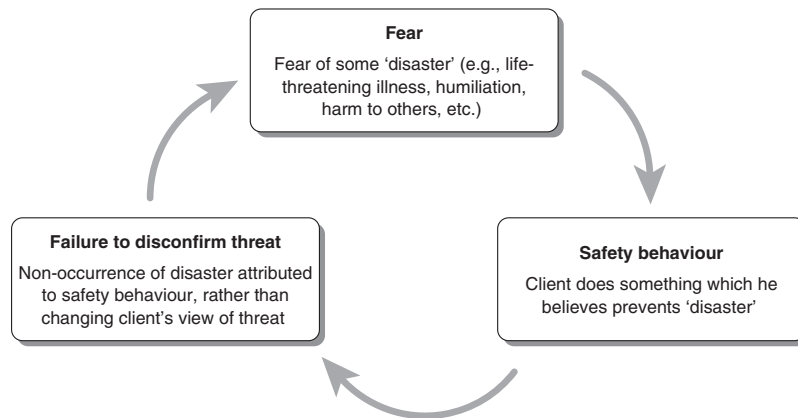 Fear
Fear of some ‘disaster’ (e.g., life-
threatening illness, humiliation,
harm to others, etc.)
Safety behaviour
Client does something which he
believes prevents ‘disaster’
Failure to disconfirm threat
Non-occurrence of disaster attributed
to safety behaviour, rather than
changing client’s view of threat